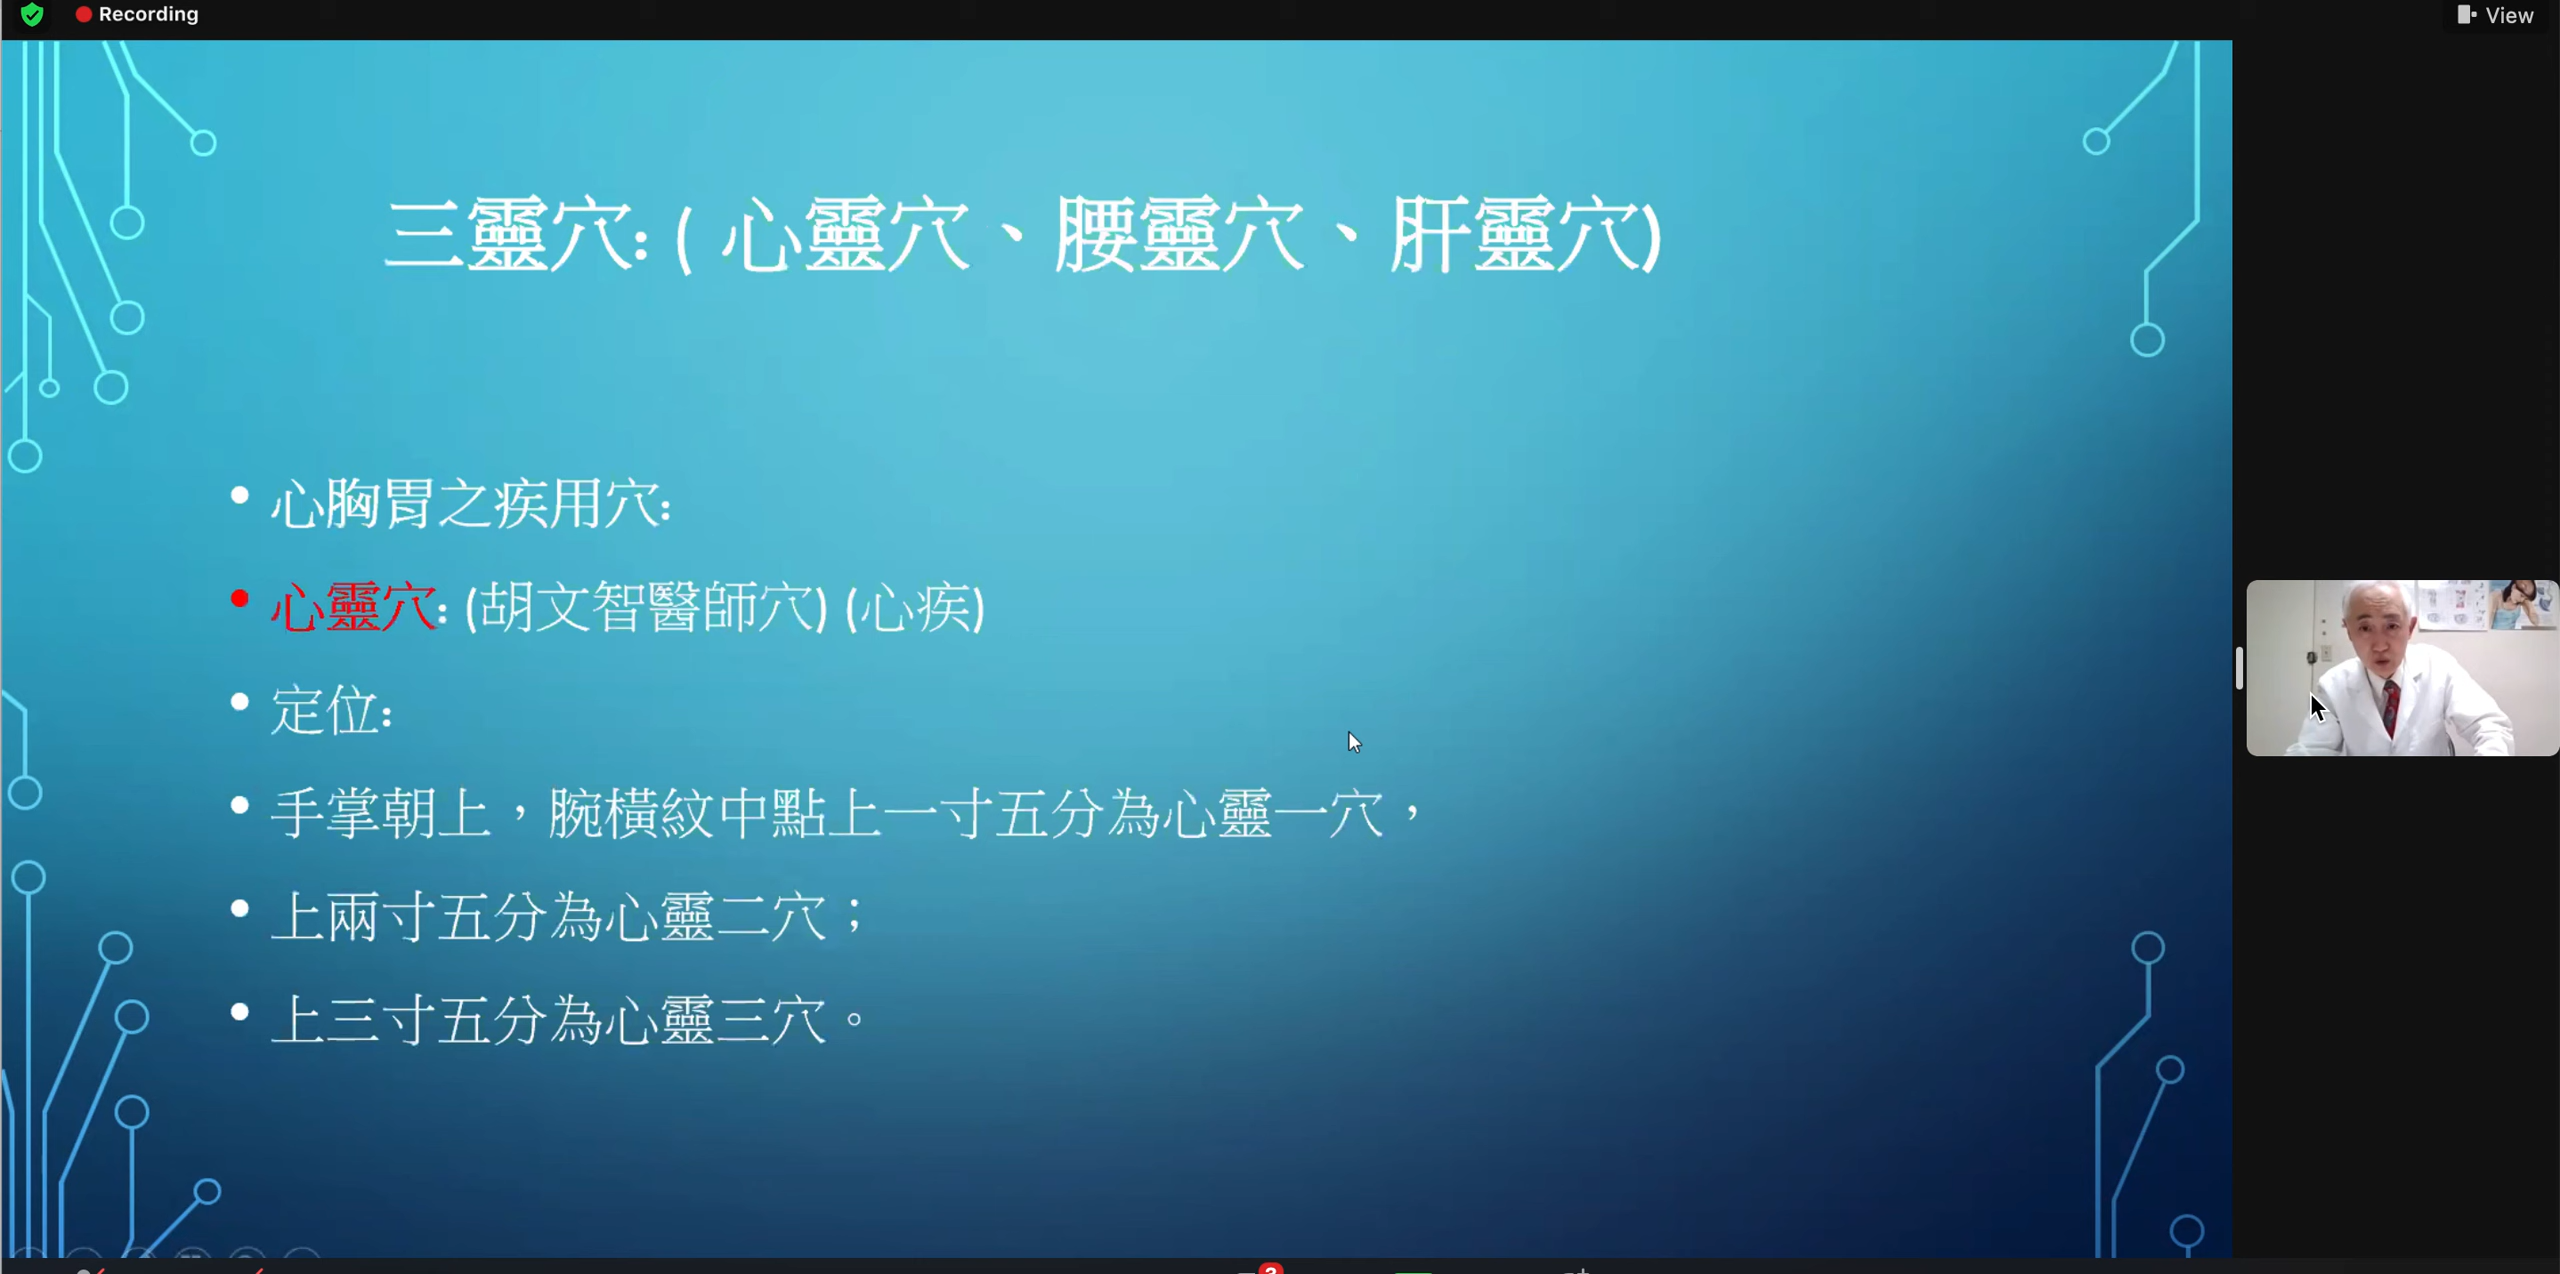 Recording
View
三靈穴: ( 心靈穴、腰靈穴、肝靈穴)
• 心胸胃之疾用穴:
• 心靈穴: (胡文智醫師穴) (心疾)
• 定位:
• 手掌朝上，腕橫紋中點上一寸五分為心靈一穴，
• 上兩寸五分為心靈二穴；
• 上三寸五分為心靈三穴。